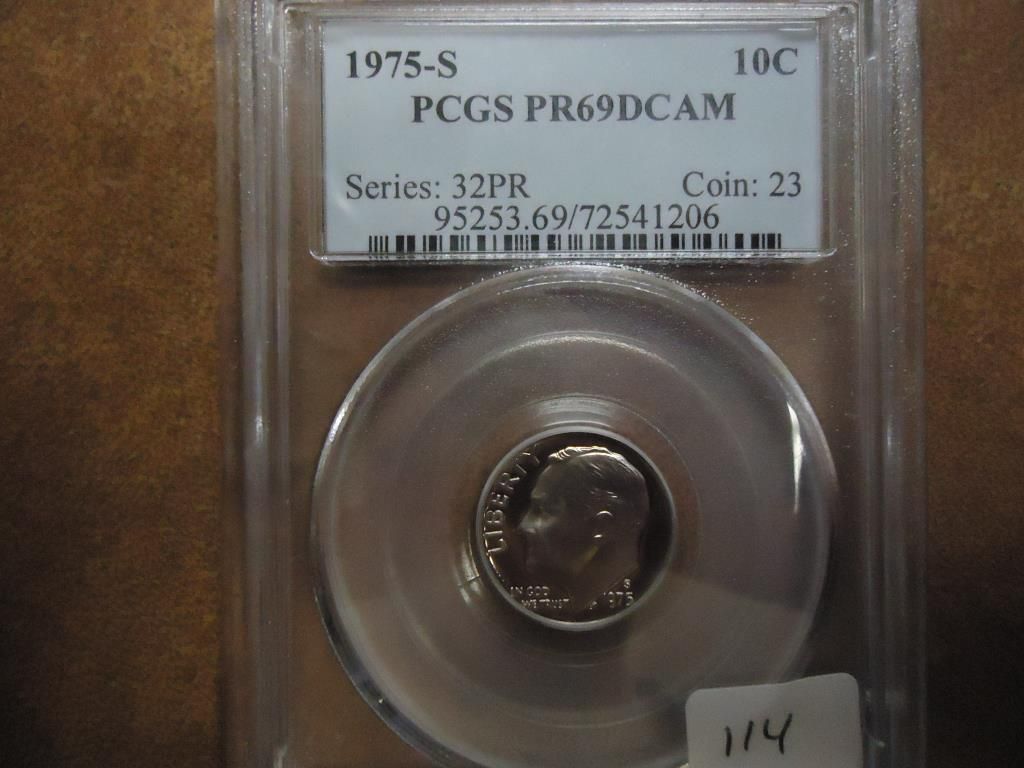 1975-S 10C
PCGS PR69DCAM
Series: 32PR Coin: 23
95253.69/72541206
LIBERTY
IN GOD
WE TRUST
S
1975
114